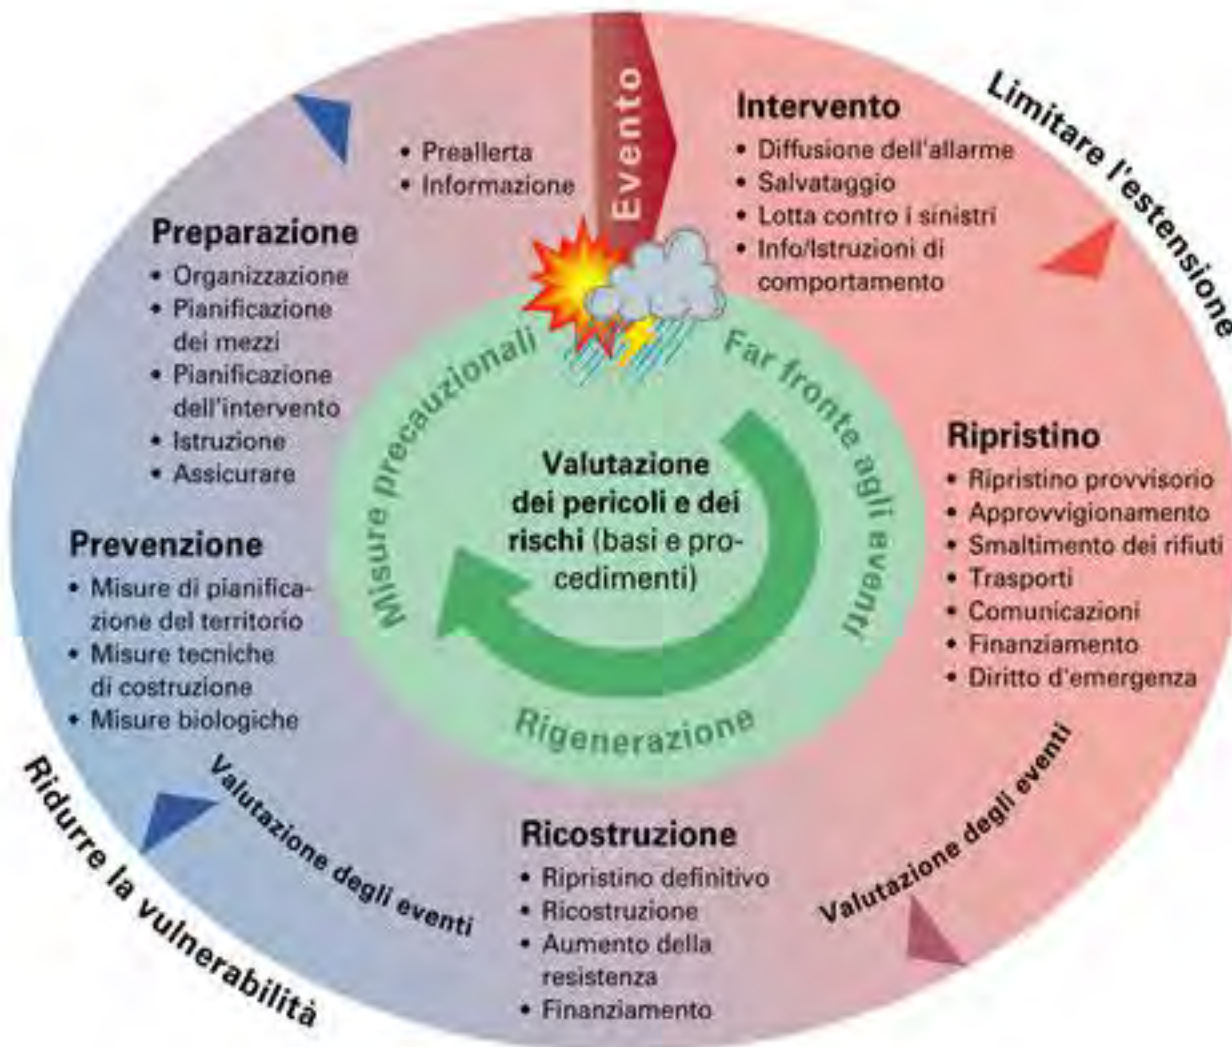 Evento
Intervento
• Diffusione dell'allarme
• Salvataggio
• Lotta contro i sinistri
• Info/Istruzioni di
comportamento
Limitare l'estensione
Ripristino
• Ripristino provvisorio
• Approvvigionamento
• Smaltimento dei rifiuti
• Trasporti
• Comunicazioni
• Finanziamento
• Diritto d'emergenza
Valutazione degli eventi
Ricostruzione
• Ripristino definitivo
• Ricostruzione
• Aumento della
resistenza
• Finanziamento
Valutazione degli eventi
Ridurre la vulnerabilità
Prevenzione
• Misure di pianifica-
zione del territorio
• Misure tecniche
di costruzione
• Misure biologiche
Preparazione
• Organizzazione
• Pianificazione
dei mezzi
• Pianificazione
dell'intervento
• Istruzione
• Assicurare
• Preallerta
• Informazione
Misure precauzionali
Far fronte agli eventi
Rigenerazione
Valutazione
dei pericoli e dei
rischi (basi e pro-
cedimenti)